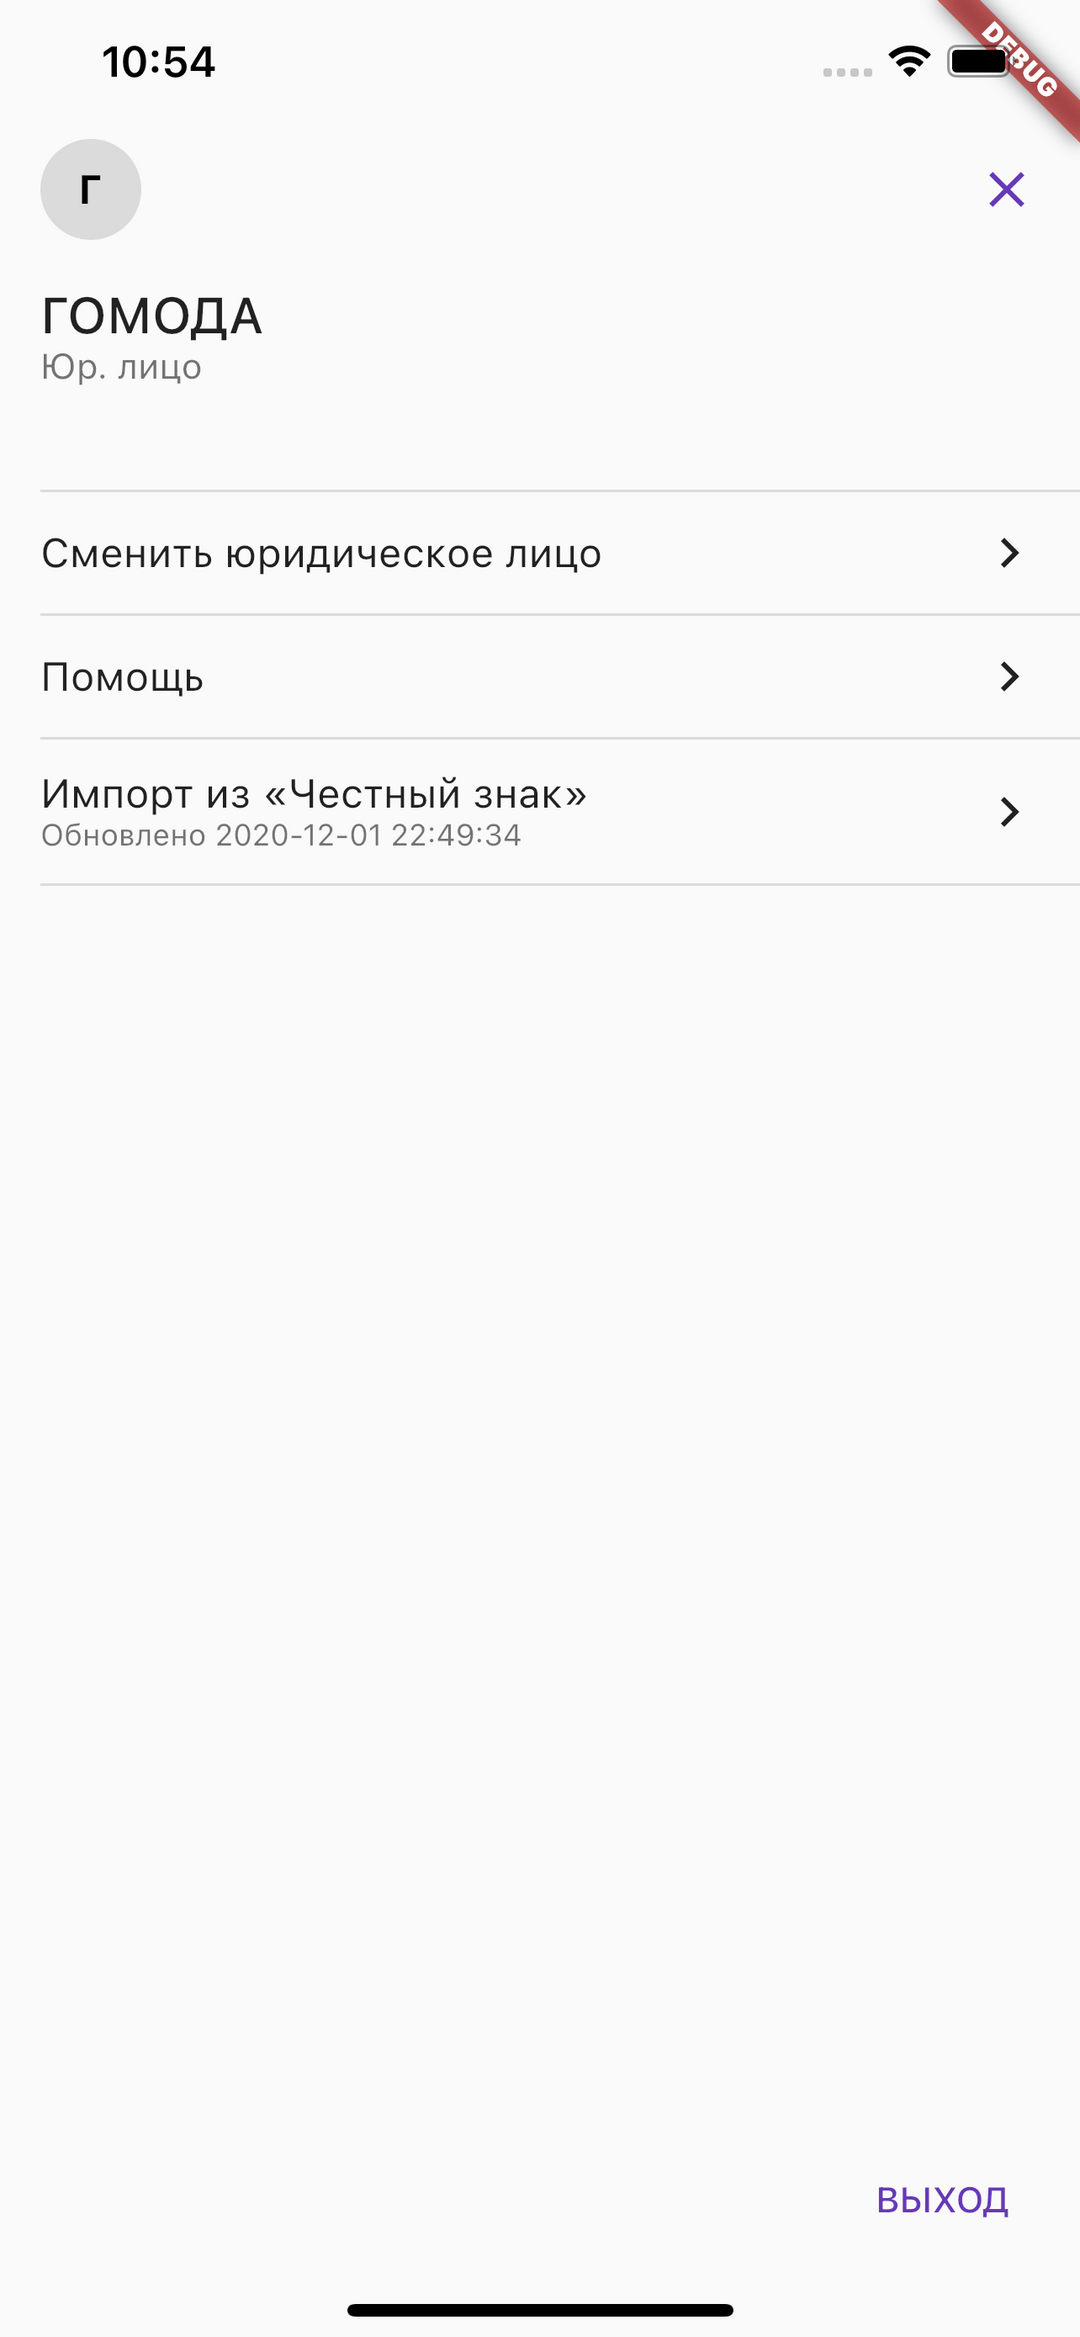 10:54
DEBUG
Г
ГОМОДА
Юр. лицо
Сменить юридическое лицо
Помощь
Импорт из «Честный знак»
Обновлено 2020-12-01 22:49:34
ВЫХОД